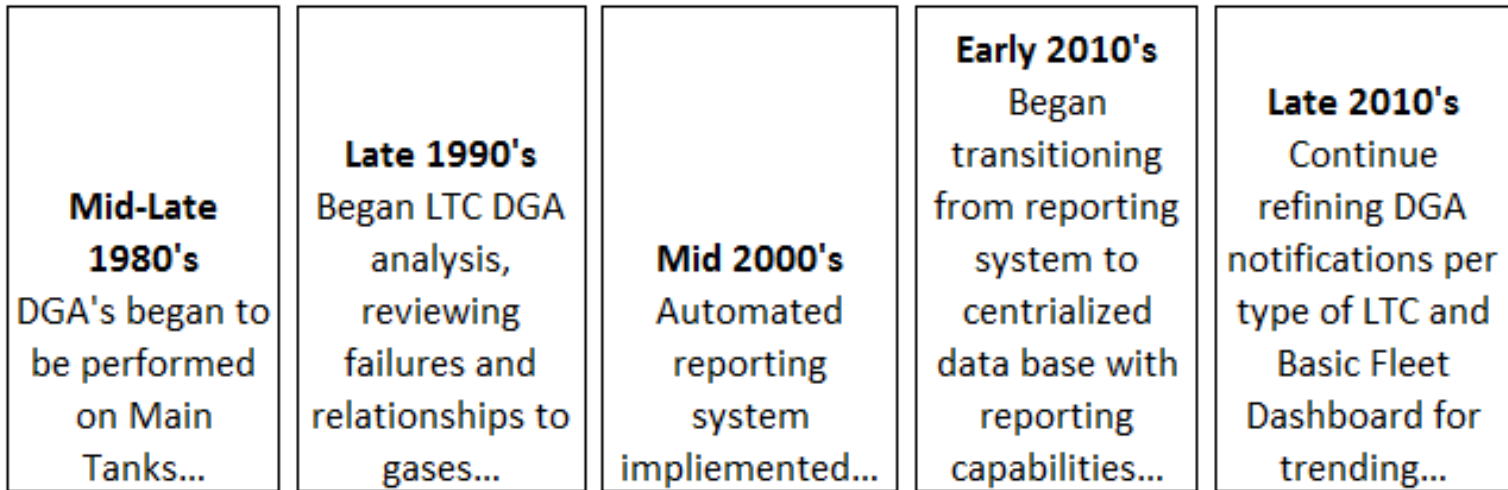 Mid-Late
1980's
DGA's began to
be performed
on Main
Tanks...
Late 1990's
Began LTC DGA
analysis,
reviewing
failures and
relationships to
gases...
Mid 2000's
Automated
reporting
system
impliemented...
Early 2010's
Began
transitioning
from reporting
system to
centrialized
data base with
reporting
capabilities...
Late 2010's
Continue
refining DGA
notifications per
type of LTC and
Basic Fleet
Dashboard for
trending...